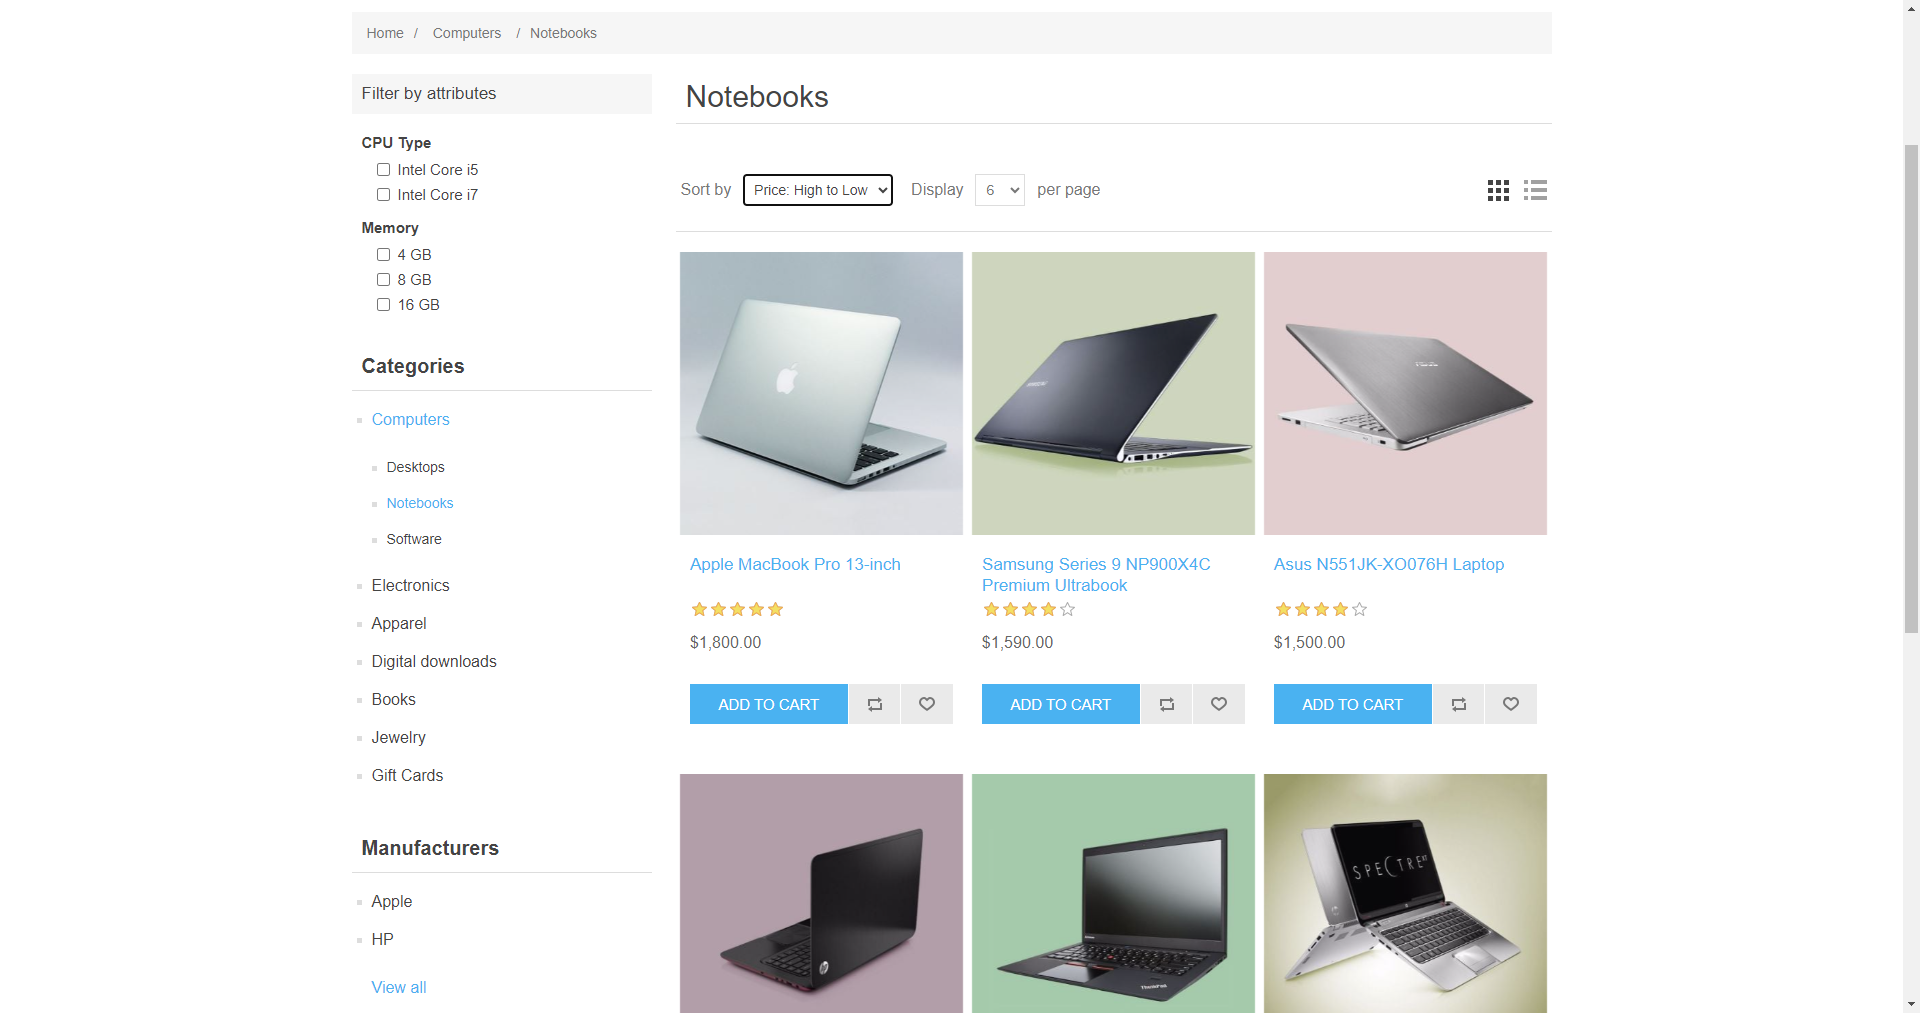 Home / Computers / Notebooks
Filter by attributes
CPU Type
Intel Core i5
Intel Core i7
Memory
4 GB
8 GB
16 GB
Categories
Computers
Desktops
Notebooks
Software
Electronics
Apparel
Digital downloads
Books
Jewelry
Gift Cards
Manufacturers
Apple
HP
View all
Notebooks
Sort by Price: High to Low Display 6 per page
Apple MacBook Pro 13-inch
$1,800.00
ADD TO CART
Samsung Series 9 NP900X4C
Premium Ultrabook
$1,590.00
ADD TO CART
Asus N551JK-XO076H Laptop
$1,500.00
ADD TO CART
hp
ThinkPad
SPECTRE XT